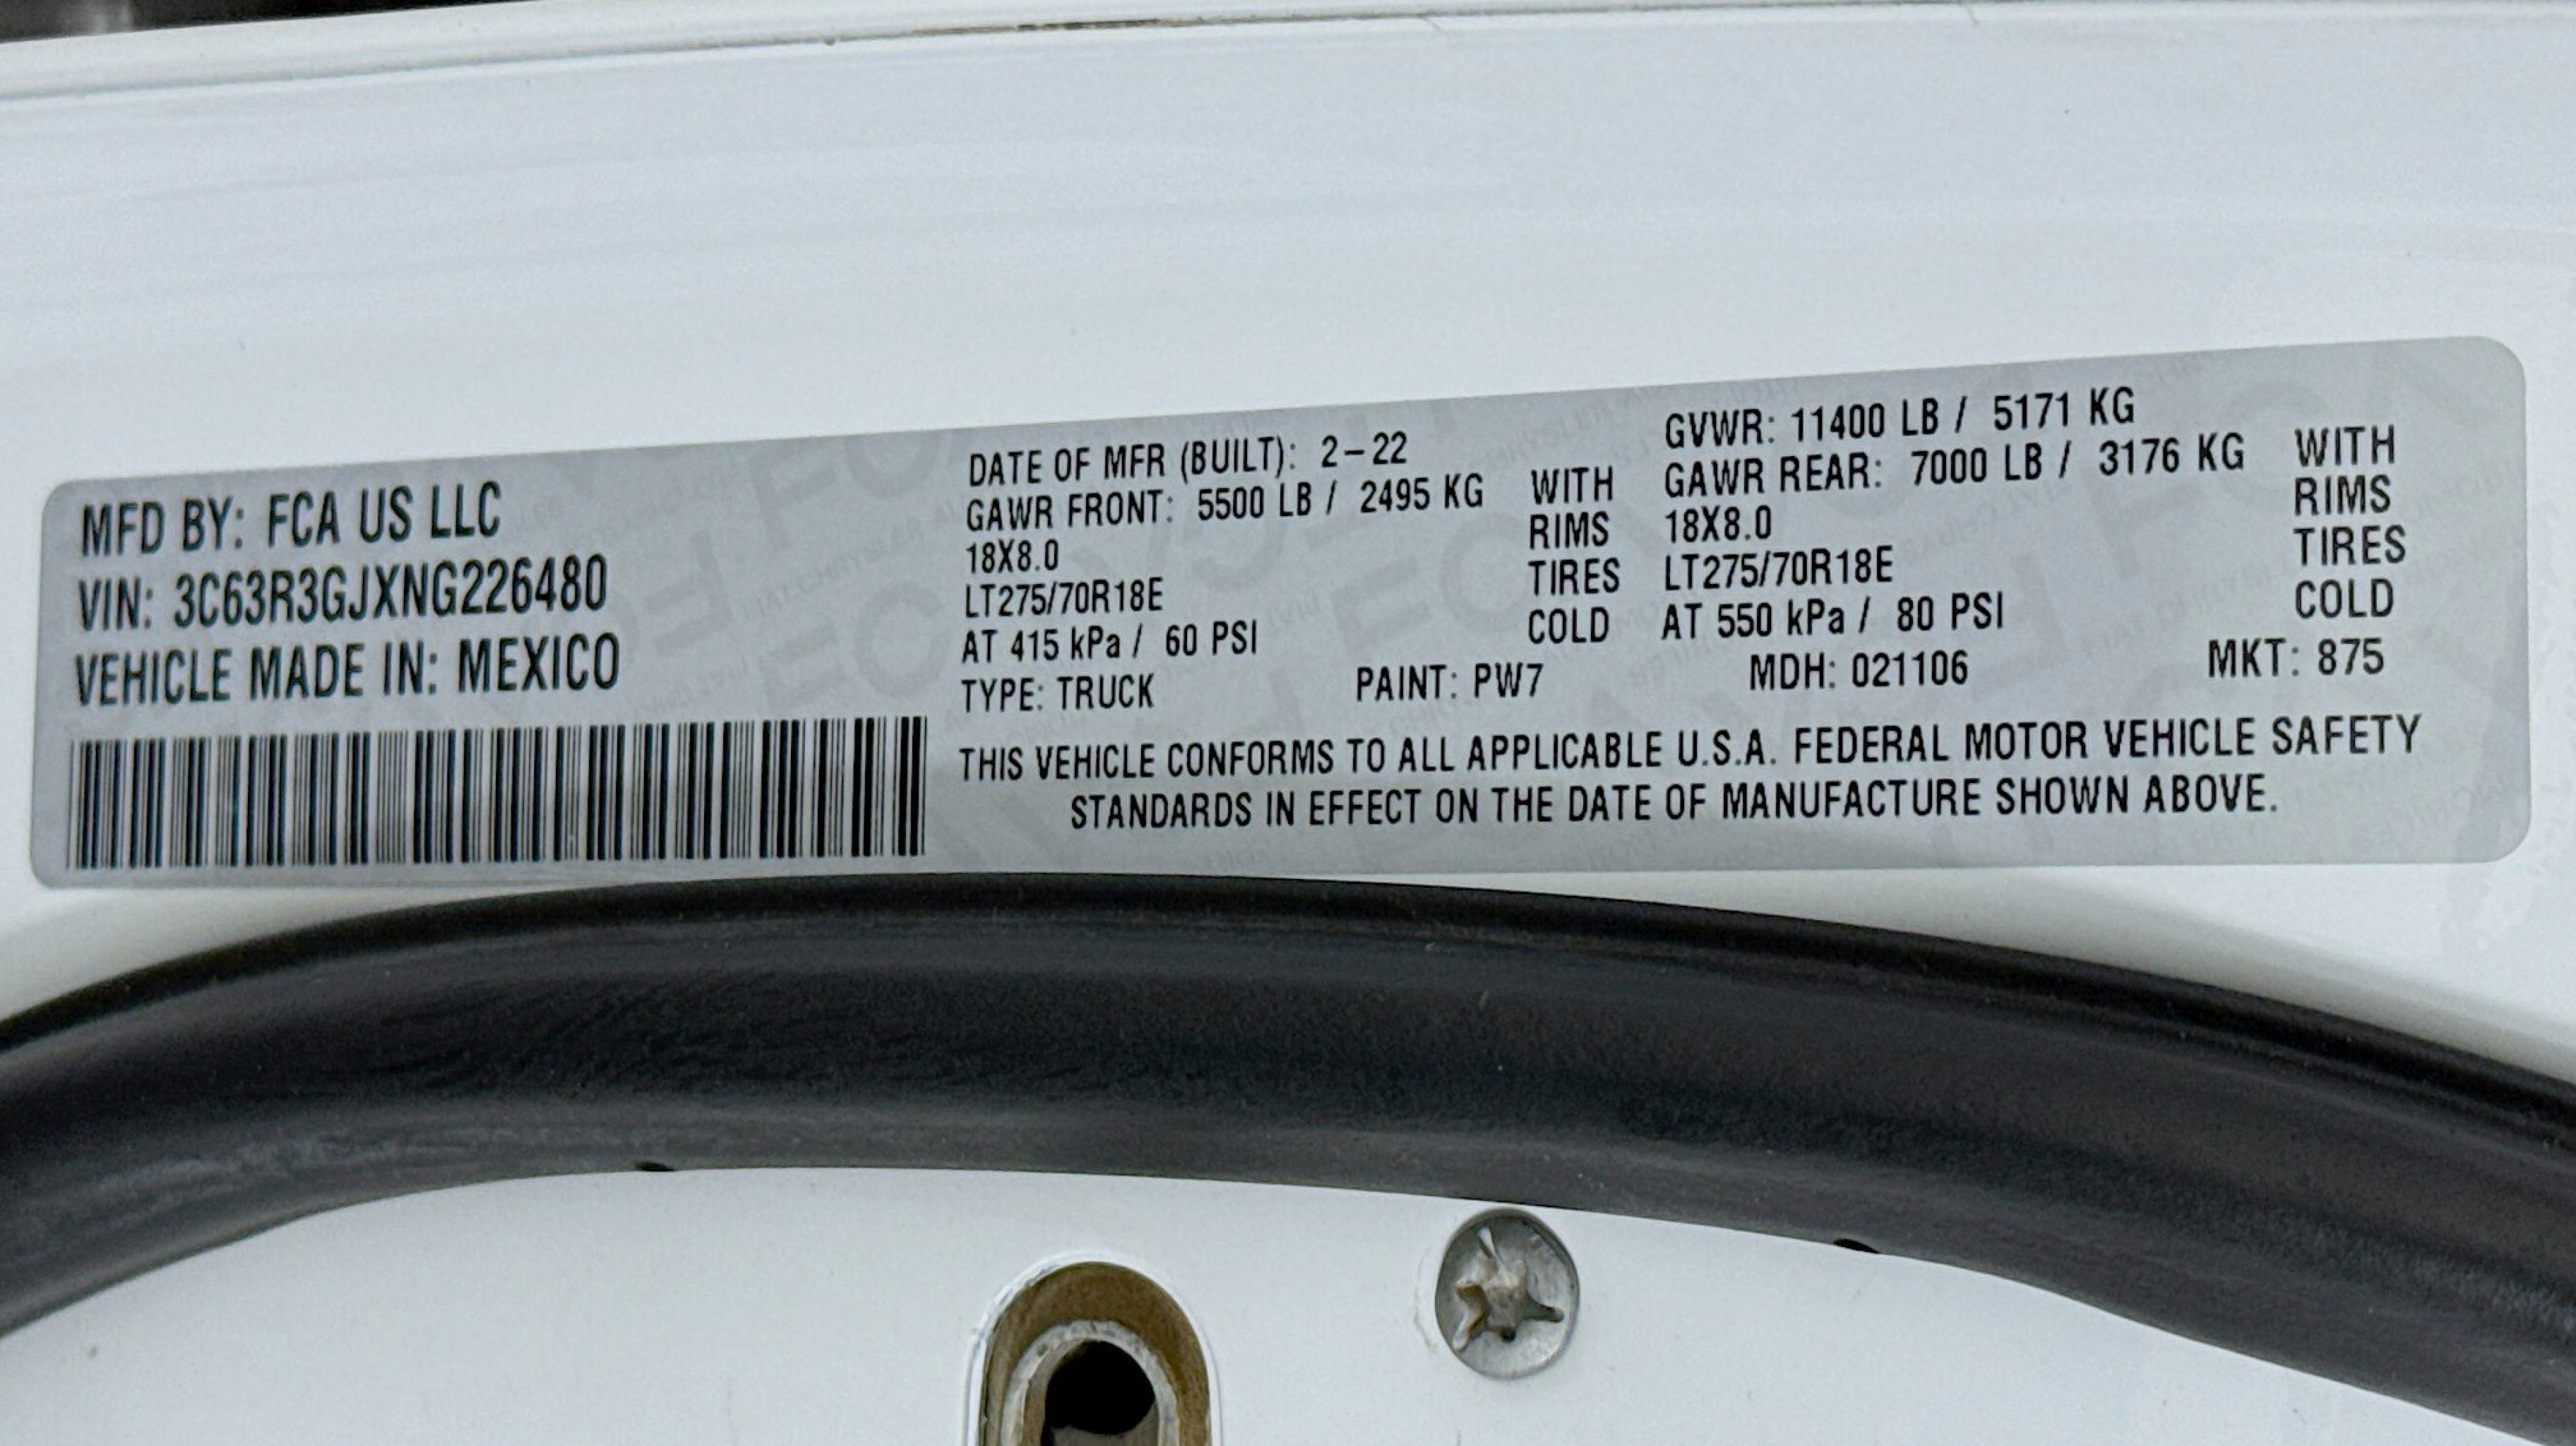 MFD BY: FCA US LLC
VIN: 3C63R3GJXNG226480
VEHICLE MADE IN: MEXICO
DATE OF MFR (BUILT): 2-22
GAWR FRONT: 5500 LB / 2495 KG WITH
18X8.0 RIMS
LT275/70R18E TIRES
AT 415 kPa / 60 PSI COLD
GVWR: 11400 LB / 5171 KG
GAWR REAR: 7000 LB / 3176 KG WITH
18X8.0 RIMS
LT275/70R18E TIRES
AT 550 kPa / 80 PSI COLD
TYPE: TRUCK PAINT: PW7 MDH: 021106 MKT: 875
THIS VEHICLE CONFORMS TO ALL APPLICABLE U.S.A. FEDERAL MOTOR VEHICLE SAFETY
STANDARDS IN EFFECT ON THE DATE OF MANUFACTURE SHOWN ABOVE.